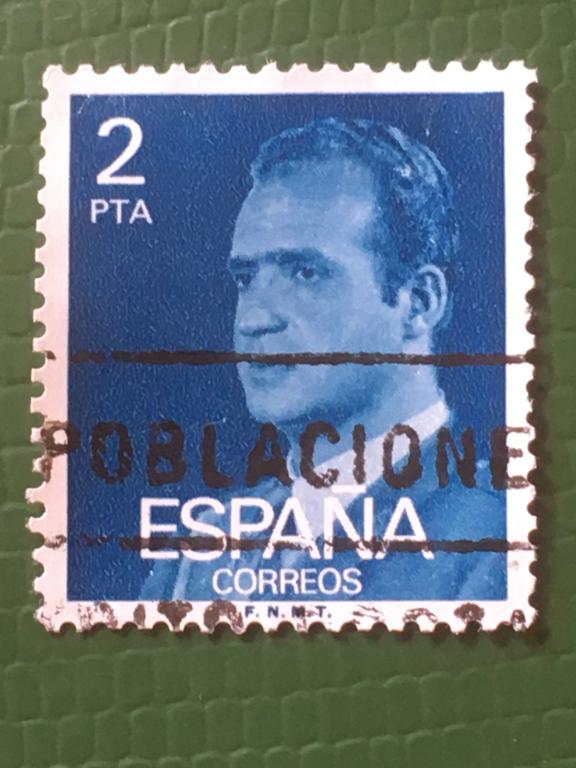 2
PTA
POBLACIONE
ESPAÑA
CORREOS
F. N. M. T.